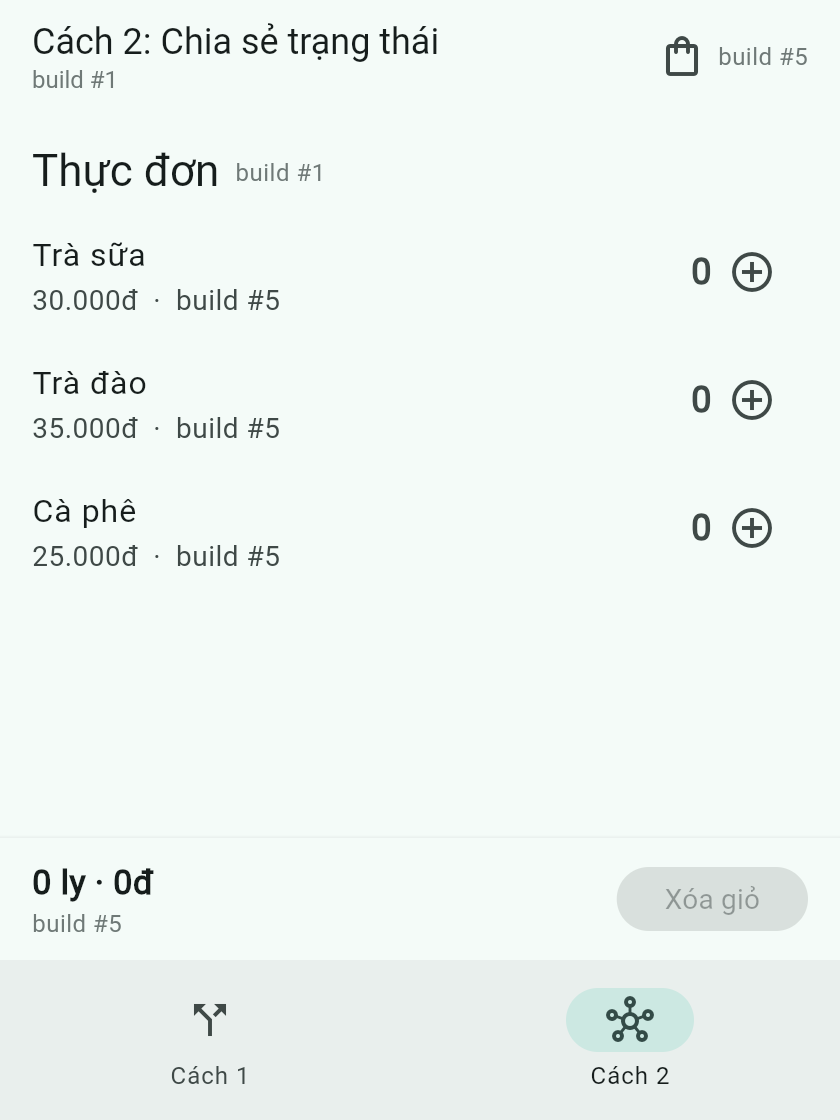 Cách 2: Chia sẻ trạng thái
build #1
build #5
Thực đơn build #1
Trà sữa
30.000đ · build #5
0
Trà đào
35.000đ · build #5
0
Cà phê
25.000đ · build #5
0
0 ly · 0đ
build #5
Xóa giỏ
Cách 1
Cách 2